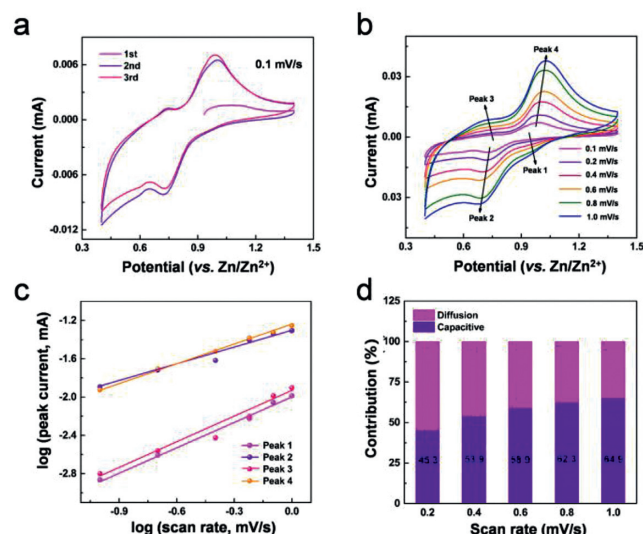 a
1st
2nd
3rd
0.1 mV/s
0.006
0.000
-0.006
-0.012
0.3
0.6
0.9
1.2
1.5
Current (mA)
Potential (vs. Zn/Zn²⁺)
b
Peak 4
Peak 3
Peak 1
Peak 2
0.1 mV/s
0.2 mV/s
0.4 mV/s
0.6 mV/s
0.8 mV/s
1.0 mV/s
0.03
0.00
0.03
0.3
0.6
0.9
1.2
1.5
Current (mA)
Potential (vs. Zn/Zn²⁺)
c
-1.2
-1.6
-2.0
-2.4
-2.8
Peak 1
Peak 2
Peak 3
Peak 4
-0.9
-0.6
-0.3
0.0
log (peak current, mA)
log (scan rate, mV/s)
d
Diffusion
Capacitive
125
100
75
50
25
0
45.3
53.9
58.9
62.3
64.9
0.2
0.4
0.6
0.8
1.0
Contribution (%)
Scan rate (mV/s)